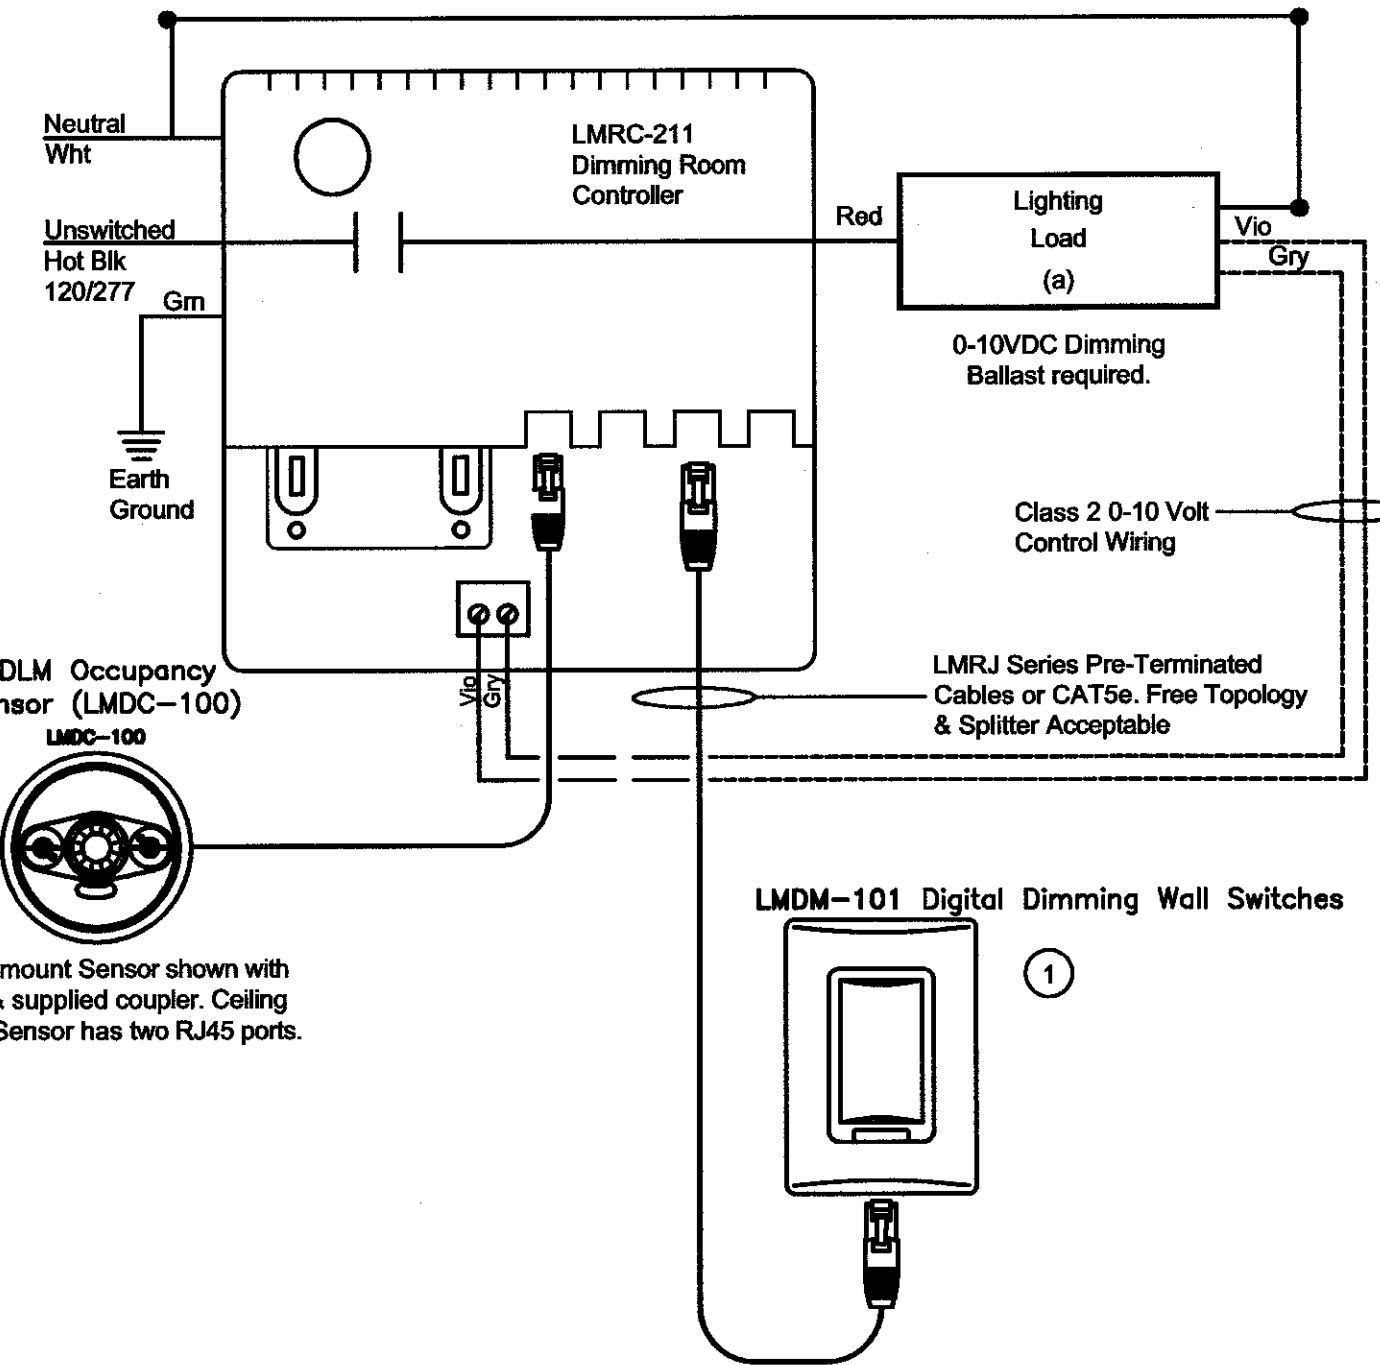 Neutral
Wht
LMRC-211
Dimming Room
Controller
Unswitched
Hot Blk
120/277
Grn
Earth
Ground
Red
Lighting
Load
(a)
Vio
Gry
0-10VDC Dimming
Ballast required.
Class 2 0-10 Volt
Control Wiring
Vio
Gry
LMRJ Series Pre-Terminated
Cables or CAT5e. Free Topology
& Splitter Acceptable
DLM Occupancy
nsor (LMDC-100)
LMDC-100
mount Sensor shown with
& supplied coupler. Ceiling
Sensor has two RJ45 ports.
LMDM-101 Digital Dimming Wall Switches
1